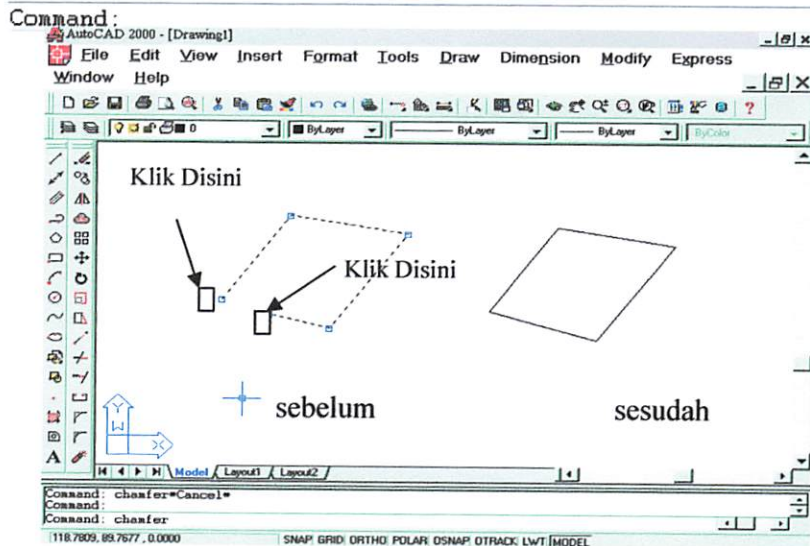 Command:
AutoCAD 2000 - [Drawing1]
File Edit View Insert Format Tools Draw Dimension Modify Express
Window Help
0 ByLayer ByLayer ByLayer ByColor
Klik Disini
Klik Disini
sebelum sesudah
Y
W
X
Model Layout1 Layout2
Command: chamfer*Cancel*
Command:
Command: chamfer
118.7809, 89.7677 , 0.0000 SNAP GRID ORTHO POLAR OSNAP OTRACK LWT MODEL